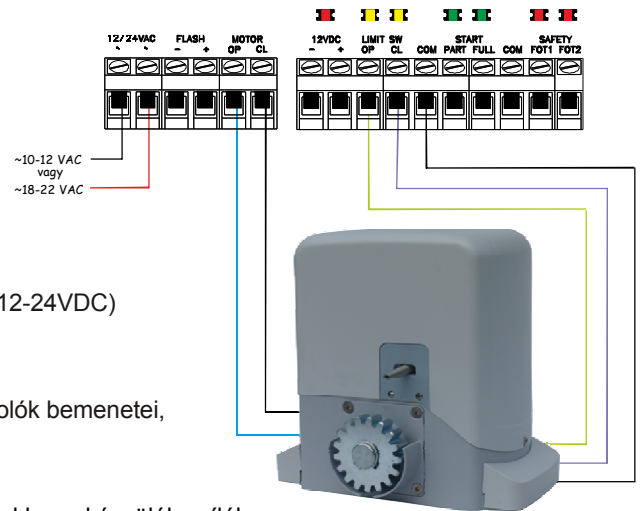 12/24VAC FLASH MOTOR 12VDC LIMIT SW START SAFETY
~ ~ - + OP CL - + OP CL COM PART FULL COM FOT1 FOT2
~10-12 VAC
vagy
~18-22 VAC
12-24VDC)
olók bemenetei,